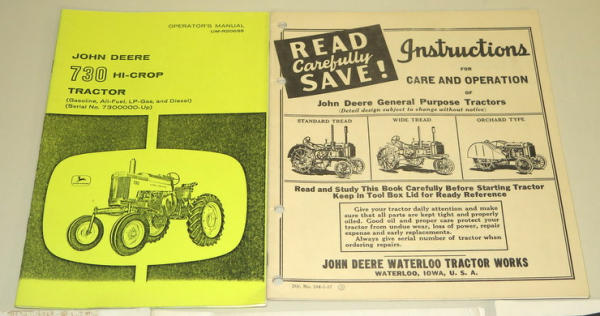 OPERATOR'S MANUAL
JOHN DEERE
730 HI-CROP
TRACTOR
(Gasoline, All-Fuel, LP-Gas, and Diesel)
(Serial No. 7300000-Up)
JOHN DEERE
READ
Carefully
SAVE!
Instructions
FOR
CARE AND OPERATION
OF
John Deere General Purpose Tractors
(Detail design subject to change without notice)
STANDARD TREAD
WIDE TREAD
ORCHARD TYPE
Read and Study This Book Carefully Before Starting Tractor
Keep in Tool Box Lid for Ready Reference
Give your tractor daily attention and make
sure that all parts are kept tight and properly
oiled. Good oil and proper care protect your
tractor from undue wear, loss of power, repair
expense and early replacements.
Always give serial number of tractor when
ordering repairs.
JOHN DEERE WATERLOO TRACTOR WORKS
WATERLOO, IOWA, U. S. A.